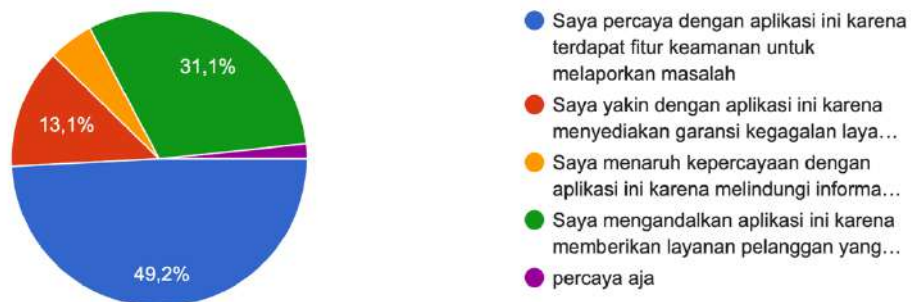 31,1%
13,1%
49,2%
Saya percaya dengan aplikasi ini karena
terdapat fitur keamanan untuk
melaporkan masalah
Saya yakin dengan aplikasi ini karena
menyediakan garansi kegagalan laya…
Saya menaruh kepercayaan dengan
aplikasi ini karena melindungi informa…
Saya mengandalkan aplikasi ini karena
memberikan layanan pelanggan yang…
percaya aja